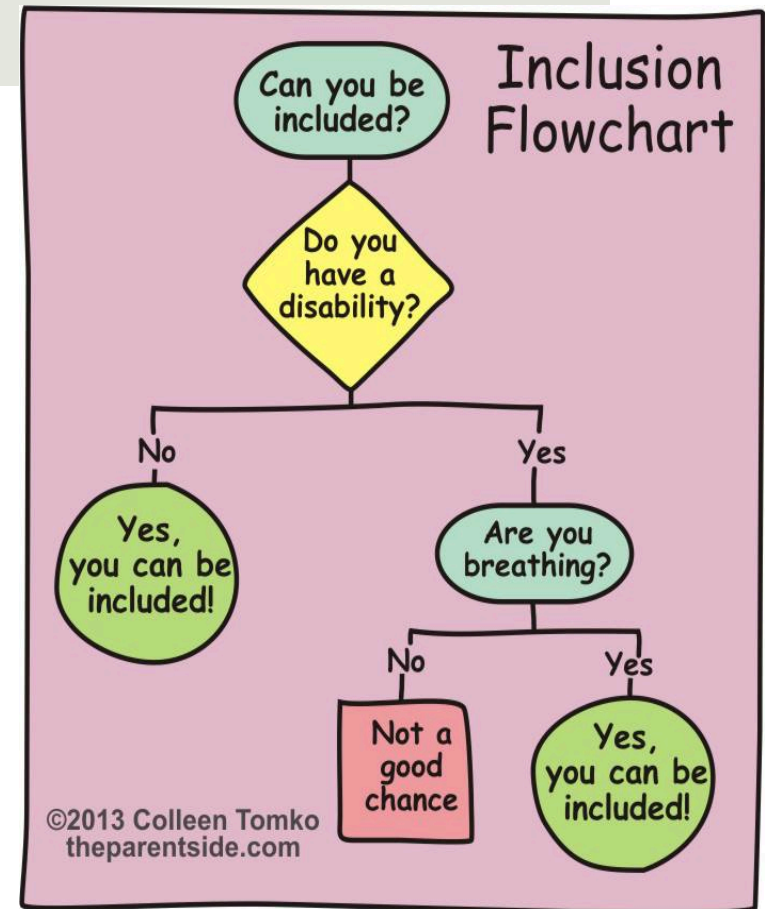 Inclusion
Flowchart
Can you be
included?
Do you
have a
disability?
No
Yes
Yes,
you can be
included!
Are you
breathing?
No
Yes
Not a
good
chance
Yes,
you can be
included!
©2013 Colleen Tomko
theparentside.com